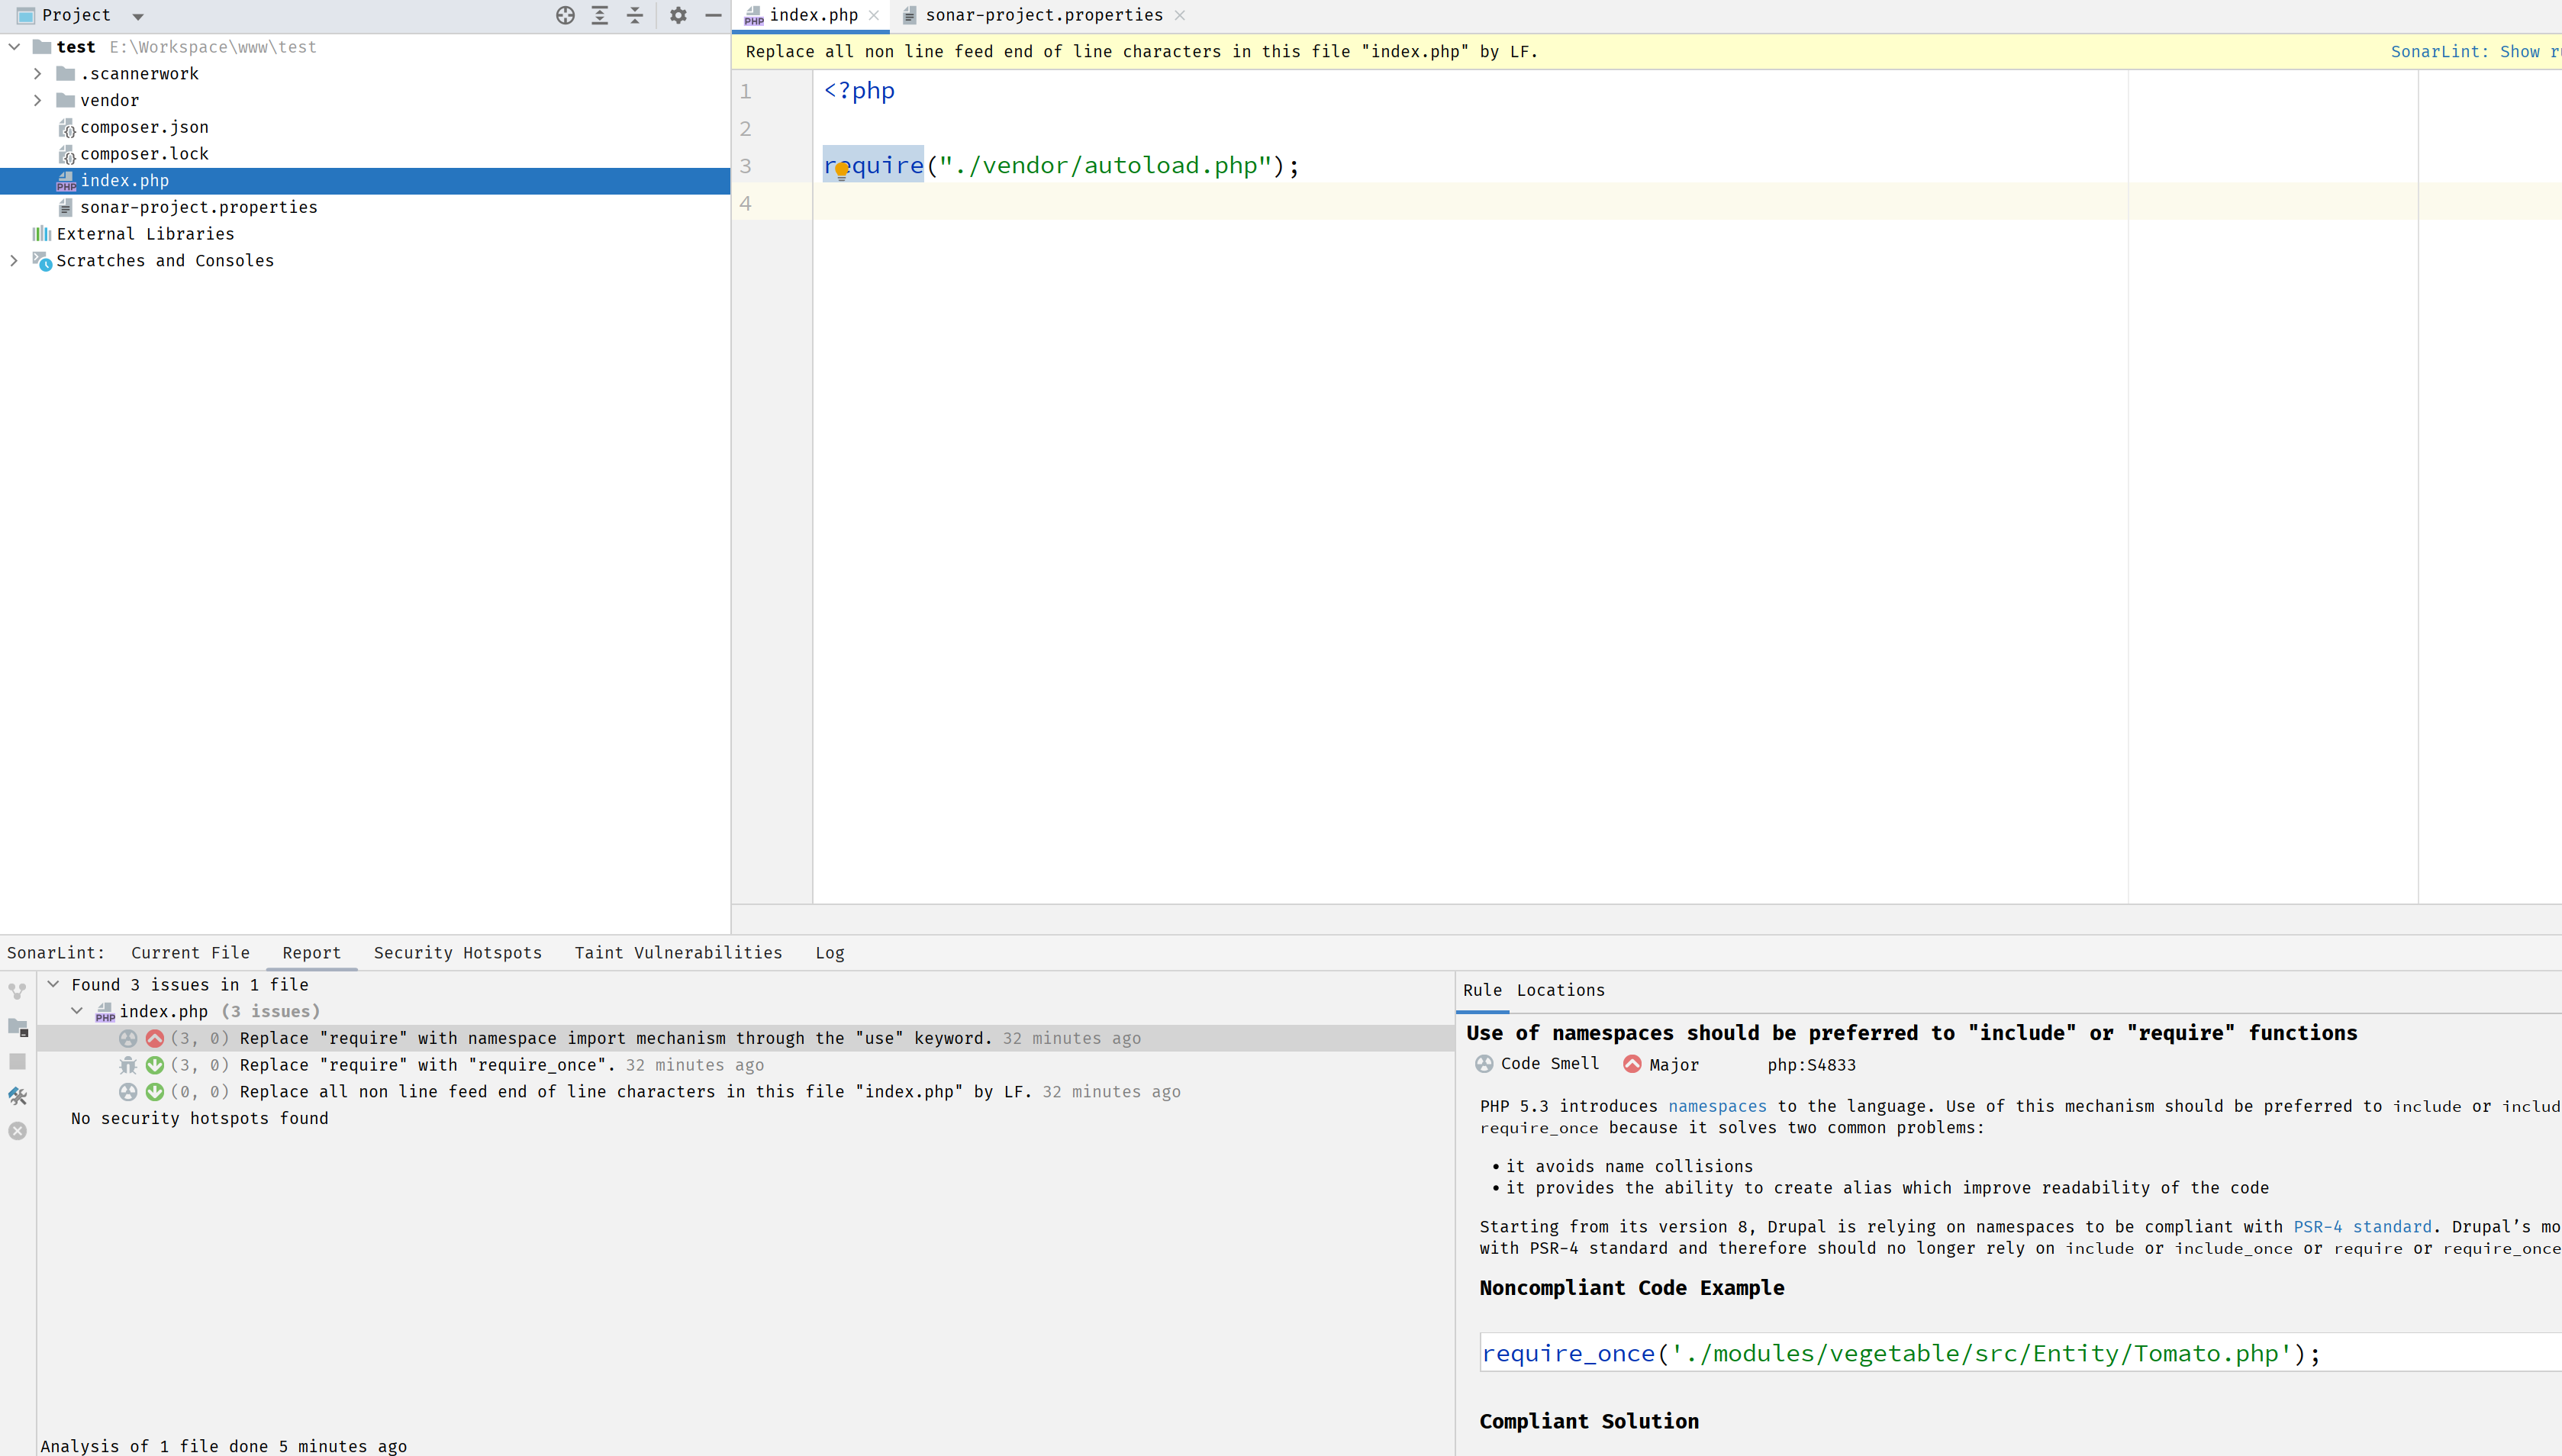 Project
test E:\Workspace\www\test
.scannerwork
vendor
composer.json
composer.lock
index.php
sonar-project.properties
External Libraries
Scratches and Consoles
index.php
sonar-project.properties
Replace all non line feed end of line characters in this file "index.php" by LF.
SonarLint: Show
1 <?php
2
3 require("./vendor/autoload.php");
4
SonarLint: Current File Report Security Hotspots Taint Vulnerabilities Log
Found 3 issues in 1 file
index.php (3 issues)
(3, 0) Replace "require" with namespace import mechanism through the "use" keyword. 32 minutes ago
(3, 0) Replace "require" with "require_once". 32 minutes ago
(0, 0) Replace all non line feed end of line characters in this file "index.php" by LF. 32 minutes ago
No security hotspots found
Analysis of 1 file done 5 minutes ago
Rule Locations
Use of namespaces should be preferred to "include" or "require" functions
Code Smell Major php:S4833
PHP 5.3 introduces namespaces to the language. Use of this mechanism should be preferred to include or includ
require_once because it solves two common problems:
• it avoids name collisions
• it provides the ability to create alias which improve readability of the code
Starting from its version 8, Drupal is relying on namespaces to be compliant with PSR-4 standard. Drupal’s mo
with PSR-4 standard and therefore should no longer rely on include or include_once or require or require_once
Noncompliant Code Example
require_once('./modules/vegetable/src/Entity/Tomato.php');
Compliant Solution